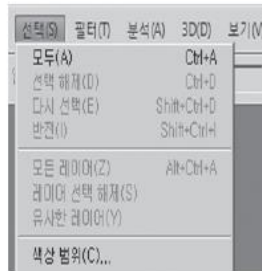 선택(S) 필터(T) 분석(A) 3D(D) 보기(V
모두(A) Ctrl+A
선택 해제(D) Ctrl+D
다시 선택(E) Shift+Ctrl+D
반전(I) Shift+Ctrl+I
모든 레이어(Z) Alt+Ctrl+A
레이어 선택 해제(S)
유사한 레이어(Y)
색상 범위(C)...